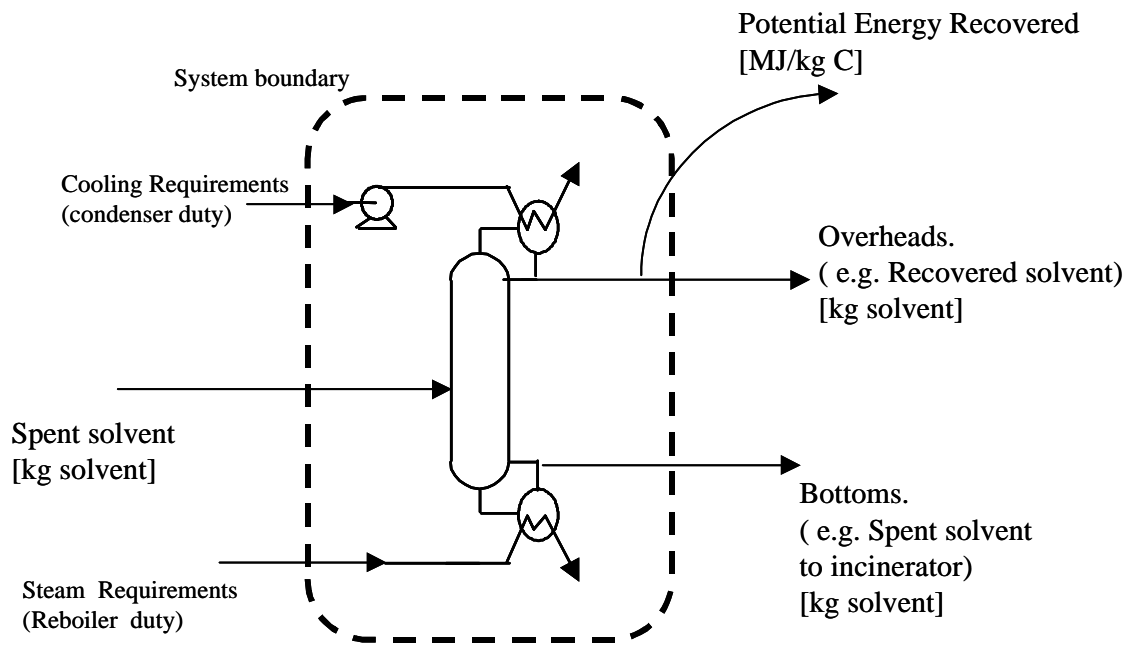 Potential Energy Recovered
[MJ/kg C]
System boundary
Cooling Requirements
(condenser duty)
Overheads.
( e.g. Recovered solvent)
[kg solvent]
Spent solvent
[kg solvent]
Bottoms.
( e.g. Spent solvent
to incinerator)
[kg solvent]
Steam Requirements
(Reboiler duty)